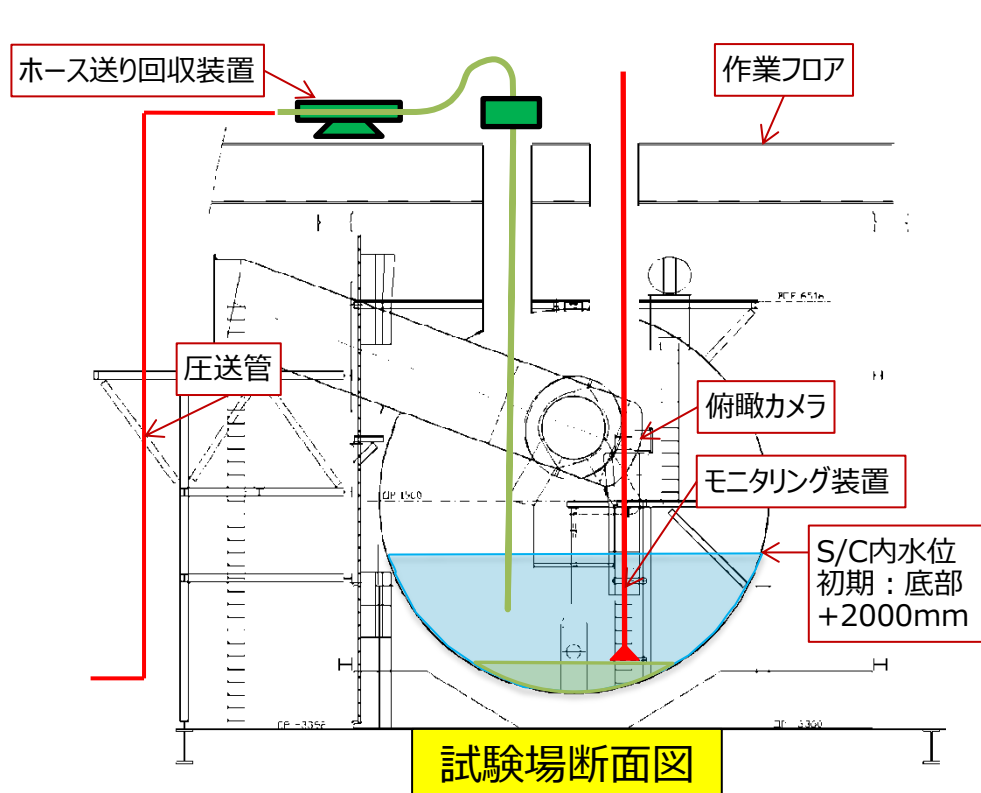 ホース送り回収装置
作業フロア
圧送管
俯瞰カメラ
モニタリング装置
S/C内水位
初期：底部
+2000mm
試験場断面図